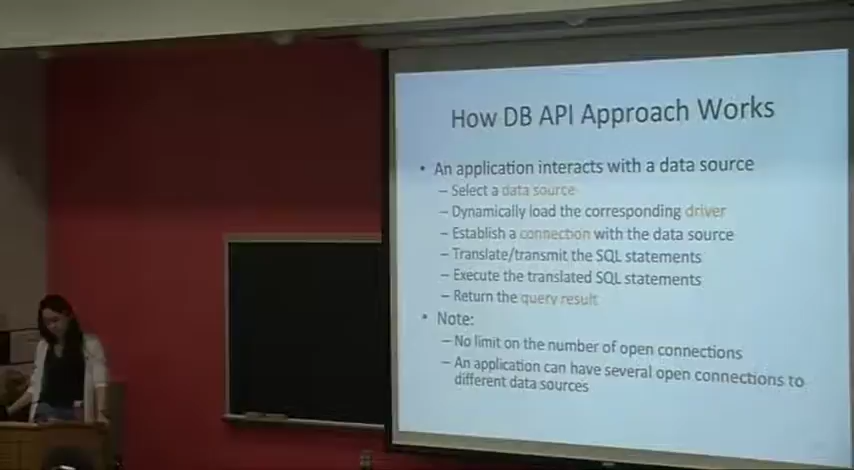 How DB API Approach Works
• An application interacts with a data source
– Select a data source
– Dynamically load the corresponding driver
– Establish a connection with the data source
– Translate/transmit the SQL statements
– Execute the translated SQL statements
– Return the query result
• Note:
– No limit on the number of open connections
– An application can have several open connections to
different data sources